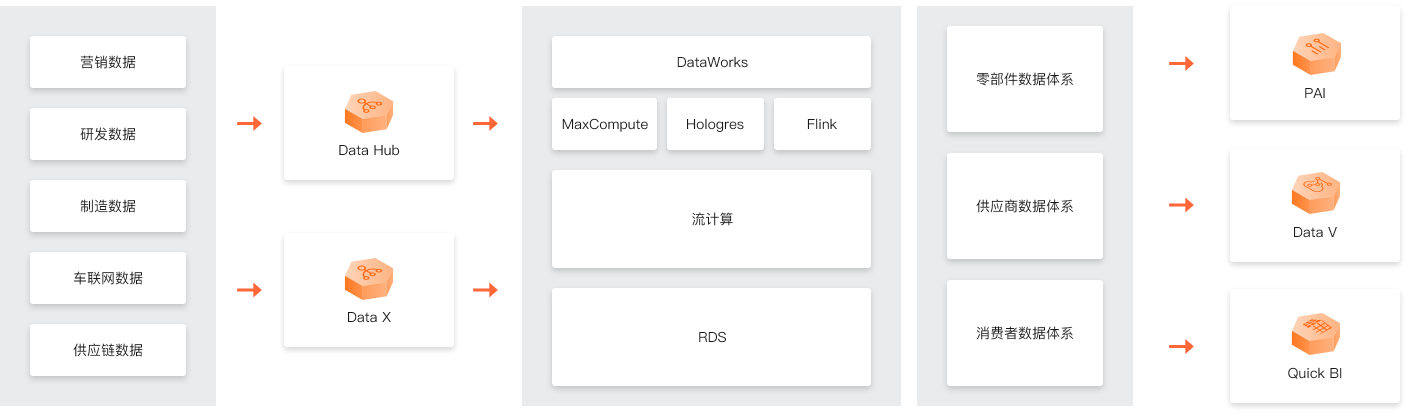 营销数据
研发数据
制造数据
车联网数据
供应链数据
Data Hub
Data X
DataWorks
MaxCompute
Hologres
Flink
流计算
RDS
零部件数据体系
供应商数据体系
消费者数据体系
PAI
Data V
Quick BI